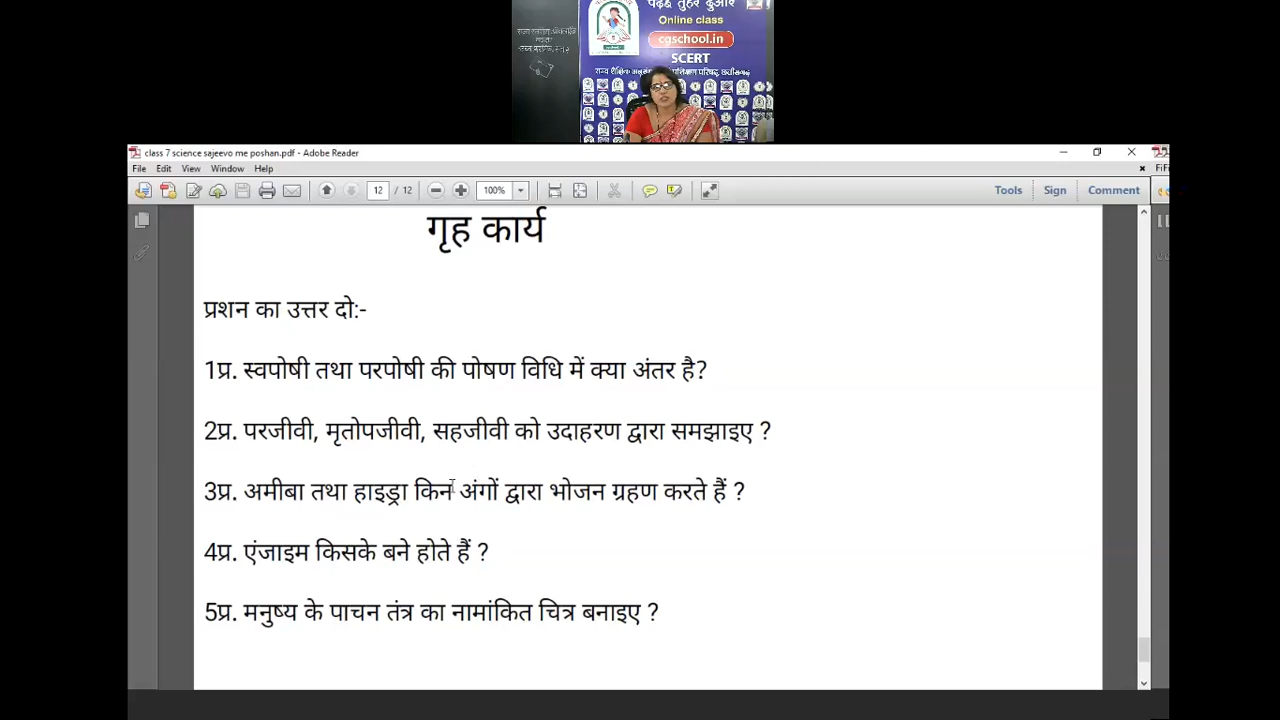 पढ़ई तुंहर दुआर
Online class
cgschool.in
SCERT
class 7 science sajeevo me poshan.pdf - Adobe Reader
File Edit View Window Help
12 / 12 100% Tools Sign Comment
गृह कार्य
प्रशन का उत्तर दो:-
1प्र. स्वपोषी तथा परपोषी की पोषण विधि में क्या अंतर है?
2प्र. परजीवी, मृतोपजीवी, सहजीवी को उदाहरण द्वारा समझाइए ?
3प्र. अमीबा तथा हाइड्रा किन अंगों द्वारा भोजन ग्रहण करते हैं ?
4प्र. एंजाइम किसके बने होते हैं ?
5प्र. मनुष्य के पाचन तंत्र का नामांकित चित्र बनाइए ?